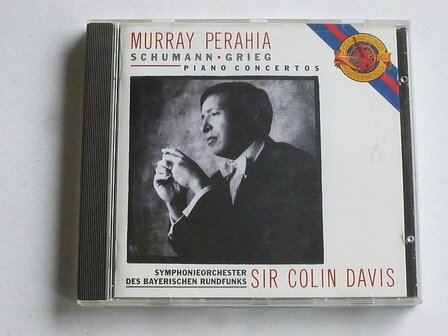 MURRAY PERAHIA
SCHUMANN • GRIEG
PIANO CONCERTOS
SYMPHONIEORCHESTER
DES BAYERISCHEN RUNDFUNKS
SIR COLIN DAVIS